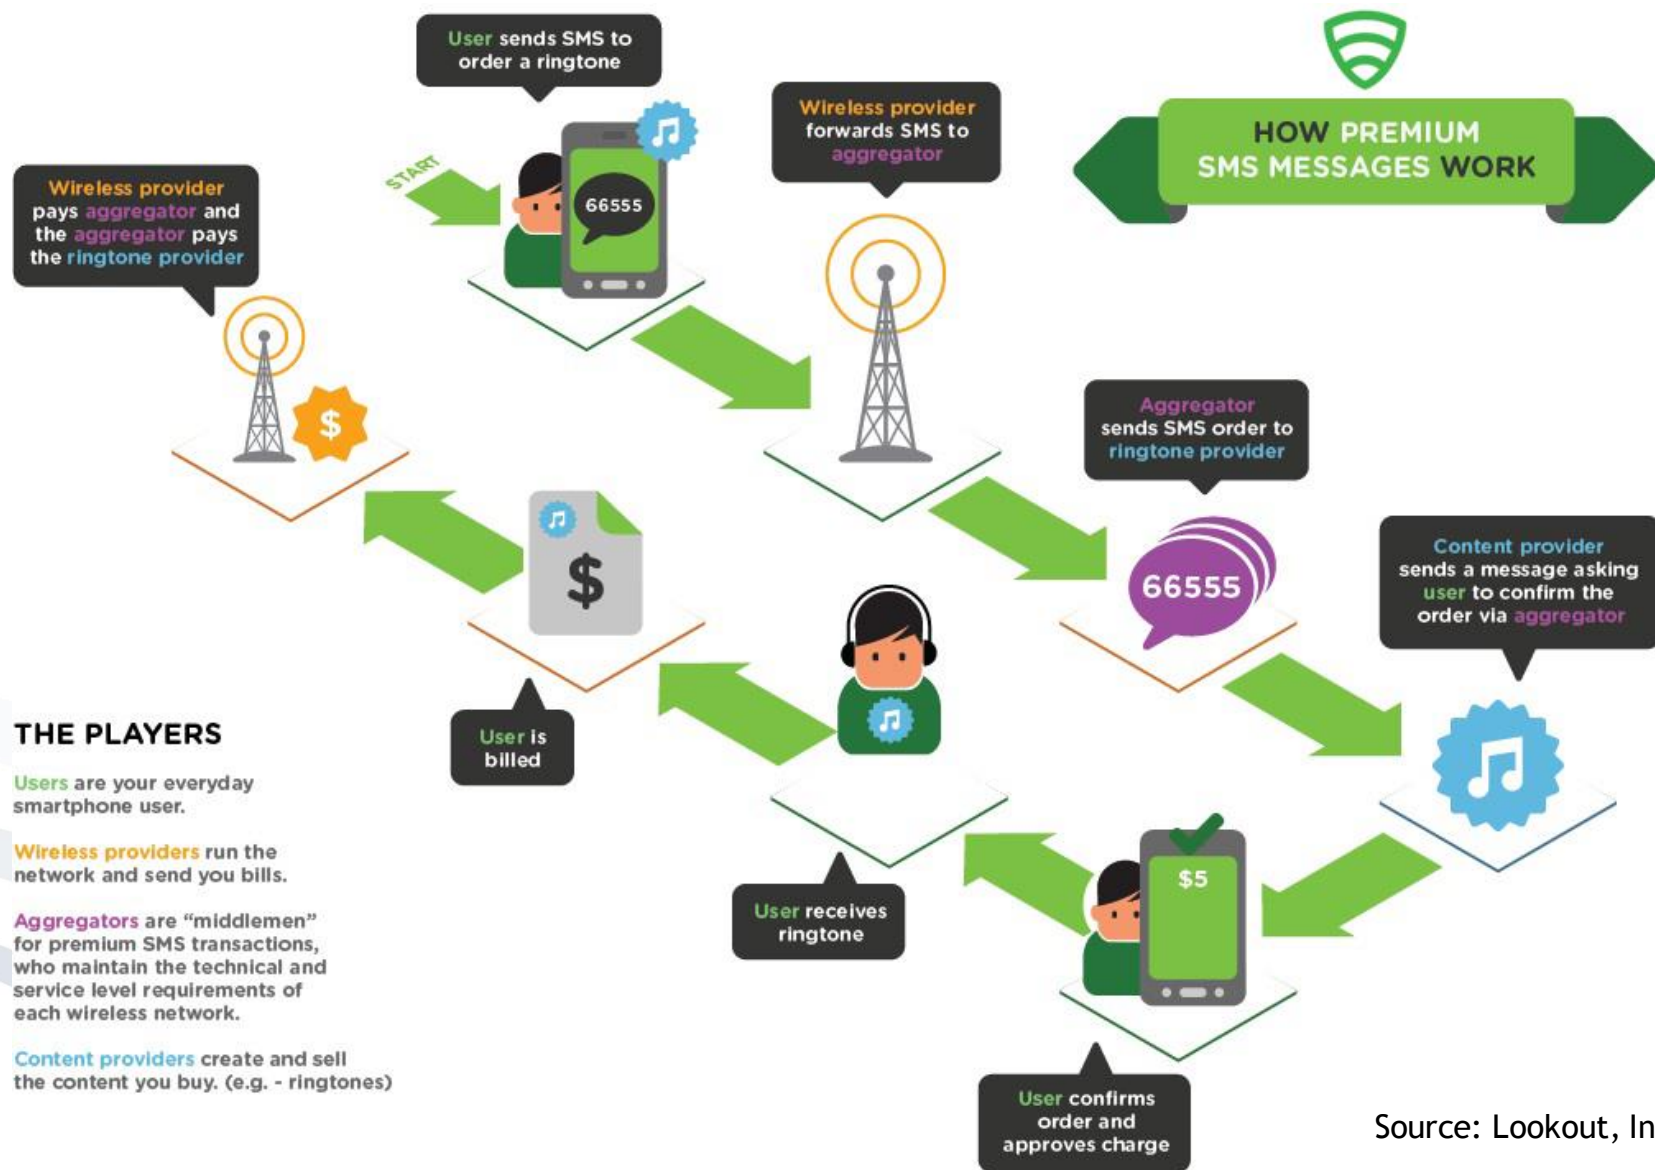 User sends SMS to
order a ringtone
START
66555
Wireless provider
forwards SMS to
aggregator
HOW PREMIUM
SMS MESSAGES WORK
Wireless provider
pays aggregator and
the aggregator pays
the ringtone provider
$
Aggregator
sends SMS order to
ringtone provider
66555
Content provider
sends a message asking
user to confirm the
order via aggregator
$
User is
billed
User receives
ringtone
$5
User confirms
order and
approves charge
THE PLAYERS
Users are your everyday
smartphone user.
Wireless providers run the
network and send you bills.
Aggregators are “middlemen”
for premium SMS transactions,
who maintain the technical and
service level requirements of
each wireless network.
Content providers create and sell
the content you buy. (e.g. - ringtones)
Source: Lookout, In